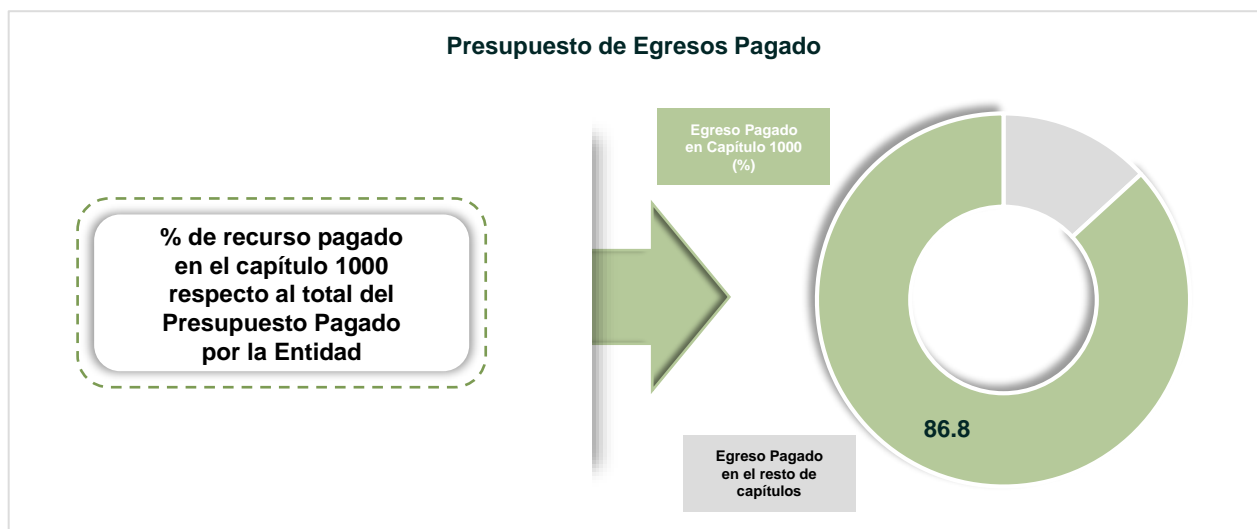 Presupuesto de Egresos Pagado
% de recurso pagado
en el capítulo 1000
respecto al total del
Presupuesto Pagado
por la Entidad
Egreso Pagado
en Capítulo 1000
(%)
86.8
Egreso Pagado
en el resto de
capítulos